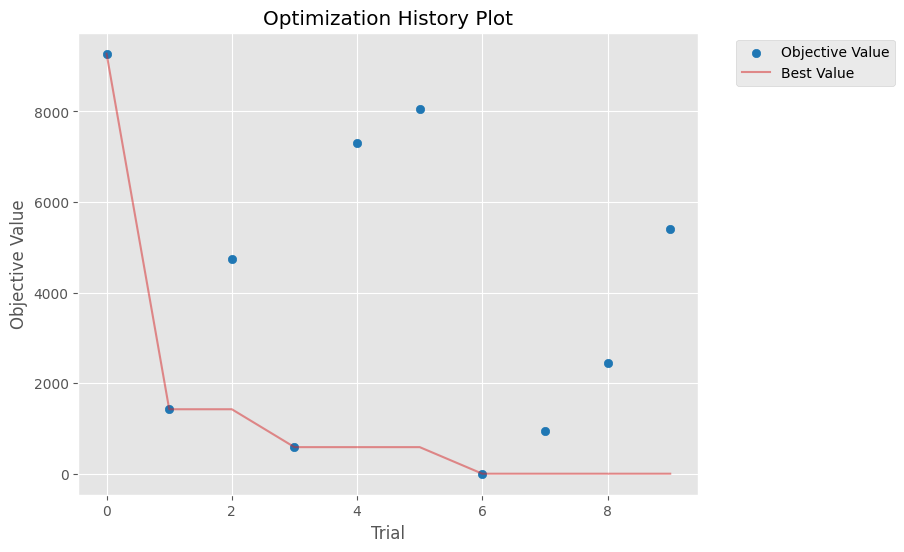 Optimization History Plot
Objective Value
Best Value
Objective Value
8000
6000
4000
2000
0
0 2 4 6 8
Trial